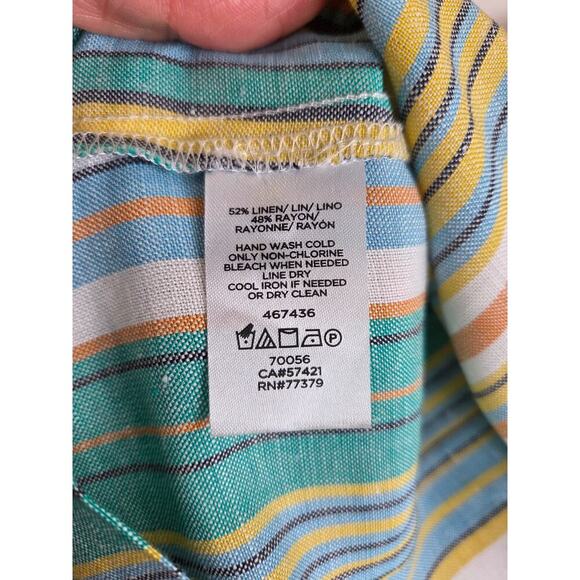 52% LINEN/ LIN/ LINO
48% RAYON/
RAYONNE/ RAYÓN
HAND WASH COLD
ONLY NON-CHLORINE
BLEACH WHEN NEEDED
LINE DRY
COOL IRON IF NEEDED
OR DRY CLEAN
467436
P
70056
CA#57421
RN#77379